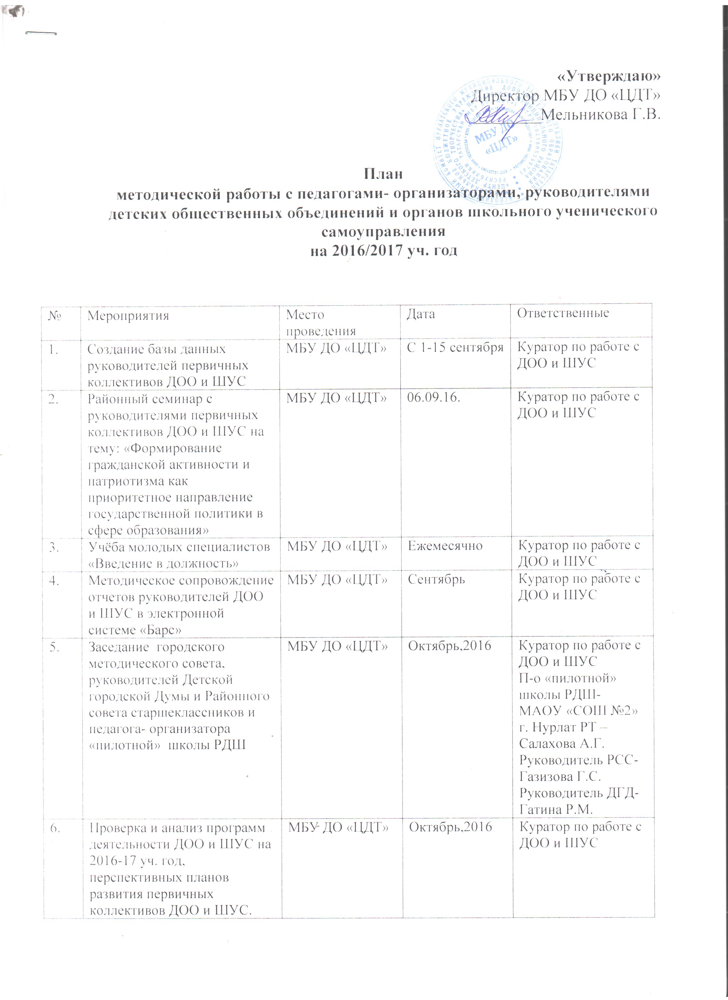 «Утверждаю»
Директор МБУ ДО «ЦДТ»
Мельникова Г.В.
МБУ ДО
«ЦДТ»
План
методической работы с педагогами- организаторами, руководителями
детских общественных объединений и органов школьного ученического
самоуправления
на 2016/2017 уч. год
№ Мероприятия Место проведения Дата Ответственные
1. Создание базы данных МБУ ДО «ЦДТ» С 1-15 сентября Куратор по работе с
руководителей первичных ДОО и ШУС
коллективов ДОО и ШУС
2. Районный семинар с МБУ ДО «ЦДТ» 06.09.16. Куратор по работе с
руководителями первичных ДОО и ШУС
коллективов ДОО и ШУС на
тему: «Формирование
гражданской активности и
патриотизма как
приоритетное направление
государственной политики в
сфере образования»
3. Учёба молодых специалистов МБУ ДО «ЦДТ» Ежемесячно Куратор по работе с
«Введение в должность» ДОО и ШУС
4. Методическое сопровождение МБУ ДО «ЦДТ» Сентябрь Куратор по работе с
отчетов руководителей ДОО ДОО и ШУС
и ШУС в электронной
системе «Барс»
5. Заседание городского МБУ ДО «ЦДТ» Октябрь,2016 Куратор по работе с
методического совета, ДОО и ШУС
руководителей Детской П-о «пилотной»
городской Думы и Районного школы РДШ-
совета старшеклассников и МАОУ «СОШ №2»
педагога- организатора г. Нурлат РТ –
«пилотной» школы РДШ Салахова А.Г.
Руководитель РСС-
Газизова Г.С.
Руководитель ДГД-
Гатина Р.М.
6. Проверка и анализ программ МБУ ДО «ЦДТ» Октябрь,2016 Куратор по работе с
деятельности ДОО и ШУС на ДОО и ШУС
2016-17 уч. год,
перспективных планов
развития первичных
коллективов ДОО и ШУС.